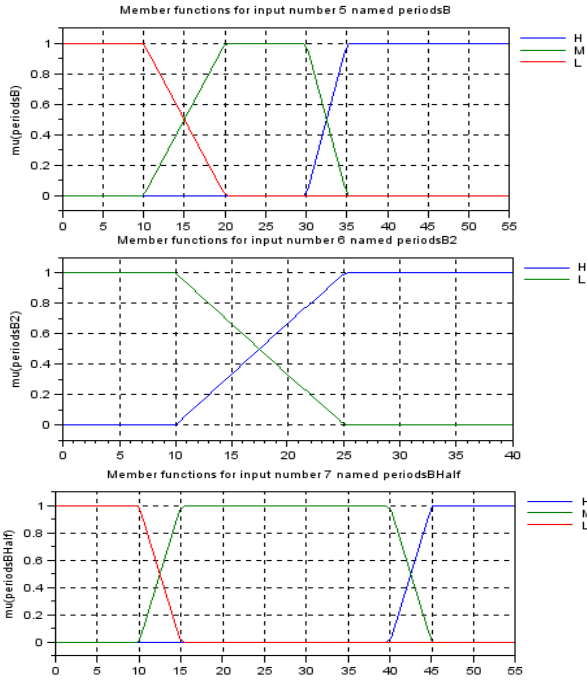 Member functions for input number 5 named periodsB
H
M
L
mu(periodsB)
1
0.8
0.6
0.4
0.2
0
0 5 10 15 20 25 30 35 40 45 50 55
Member functions for input number 6 named periodsB2
H
L
mu(periodsB2)
1
0.8
0.6
0.4
0.2
0
0 5 10 15 20 25 30 35 40
Member functions for input number 7 named periodsBHalf
H
M
L
mu(periodsBHalf)
1
0.8
0.6
0.4
0.2
0
0 5 10 15 20 25 30 35 40 45 50 55